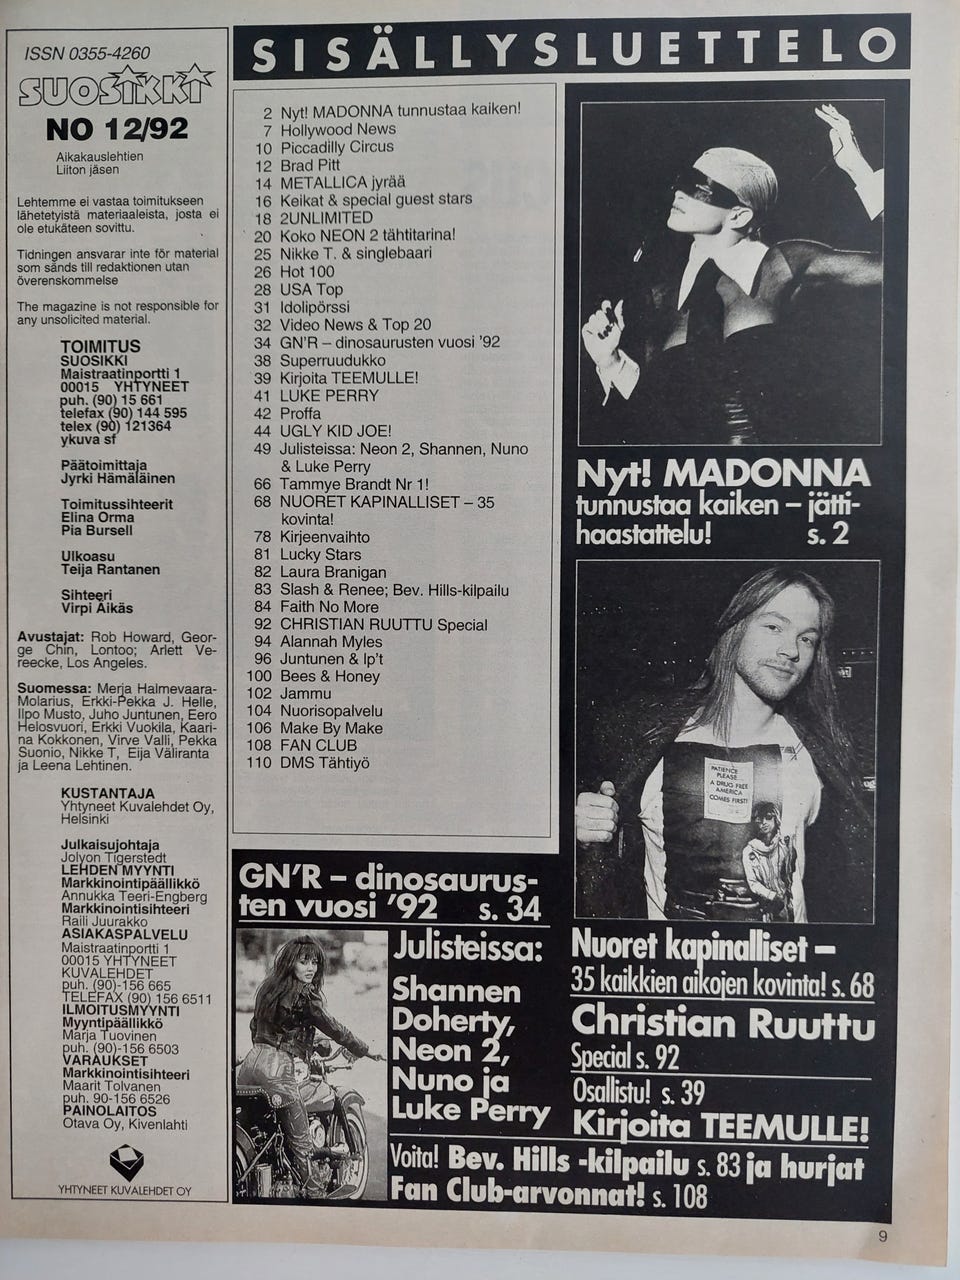 ISSN 0355-4260
SUOSIKKI
NO 12/92
Aikakauslehtien
Liiton jäsen
Lehtemme ei vastaa toimitukseen
lähetetyistä materiaaleista, josta ei
ole etukäteen sovittu.
Tidningen ansvarar inte för material
som sänds till redaktionen utan
överenskommelse
The magazine is not responsible for
any unsolicited material.
TOIMITUS
SUOSIKKI
Maistraatinportti 1
00015 YHTYNEET
puh. (90) 15 661
telefax (90) 144 595
telex (90) 121364
ykuva sf
Päätoimittaja
Jyrki Hämäläinen
Toimitussihteerit
Elina Orma
Pia Bursell
Ulkoasu
Teija Rantanen
Sihteeri
Virpi Äikäs
Avustajat: Rob Howard, Geor-
ge Chin, Lontoo; Arlett Ve-
reecke, Los Angeles.
Suomessa: Merja Halmevaara-
Molarius, Erkki-Pekka J. Helle,
Ilpo Musto, Juho Juntunen, Eero
Helosvuori, Erkki Vuokila, Kaari-
na Kokkonen, Virve Valli, Pekka
Suonio, Nikke T, Eija Väliranta
ja Leena Lehtinen.
KUSTANTAJA
Yhtyneet Kuvalehdet Oy,
Helsinki
Julkaisujohtaja
Jolyon Tigerstedt
LEHDEN MYYNTI
Markkinointipäällikkö
Annukka Teeri-Engberg
Markkinointisihteeri
Raili Juurakko
ASIAKASPALVELU
Maistraatinportti 1
00015 YHTYNEET
KUVALEHDET
puh. (90)-156 665
TELEFAX (90) 156 6511
ILMOITUSMYYNTI
Myyntipäällikkö
Marja Tuovinen
puh. (90)-156 6503
VARAUKSET
Markkinointisihteeri
Maarit Tolvanen
puh. 90-156 6526
PAINOLAITOS
Otava Oy, Kivenlahti
YHTYNEET KUVALEHDET OY
SISÄLLYSLUETTELO
2 Nyt! MADONNA tunnustaa kaiken!
7 Hollywood News
10 Piccadilly Circus
12 Brad Pitt
14 METALLICA jyrää
16 Keikat & special guest stars
18 2UNLIMITED
20 Koko NEON 2 tähtitarina!
25 Nikke T. & singlebaari
26 Hot 100
28 USA Top
31 Idolipörssi
32 Video News & Top 20
34 GN'R – dinosaurusten vuosi '92
38 Superruudukko
39 Kirjoita TEEMULLE!
41 LUKE PERRY
42 Proffa
44 UGLY KID JOE!
49 Julisteissa: Neon 2, Shannen, Nuno
& Luke Perry
66 Tammye Brandt Nr 1!
68 NUORET KAPINALLISET – 35
kovinta!
78 Kirjeenvaihto
81 Lucky Stars
82 Laura Branigan
83 Slash & Renee; Bev. Hills-kilpailu
84 Faith No More
92 CHRISTIAN RUUTTU Special
94 Alannah Myles
96 Juntunen & Ip't
100 Bees & Honey
102 Jammu
104 Nuorisopalvelu
106 Make By Make
108 FAN CLUB
110 DMS Tähtiyö
Nyt! MADONNA
tunnustaa kaiken – jätti-
haastattelu! s. 2
PATIENCE
PLEASE...
A DRUG FREE
AMERICA
COMES FIRST!
GN'R – dinosaurus-
ten vuosi '92 s. 34
Julisteissa:
Shannen
Doherty,
Neon 2,
Nuno ja
Luke Perry
Nuoret kapinalliset –
35 kaikkien aikojen kovinta! s. 68
Christian Ruuttu
Special s. 92
Osallistu! s. 39
Kirjoita TEEMULLE!
Voita! Bev. Hills -kilpailu s. 83 ja hurjat
Fan Club-arvonnat! s. 108
9